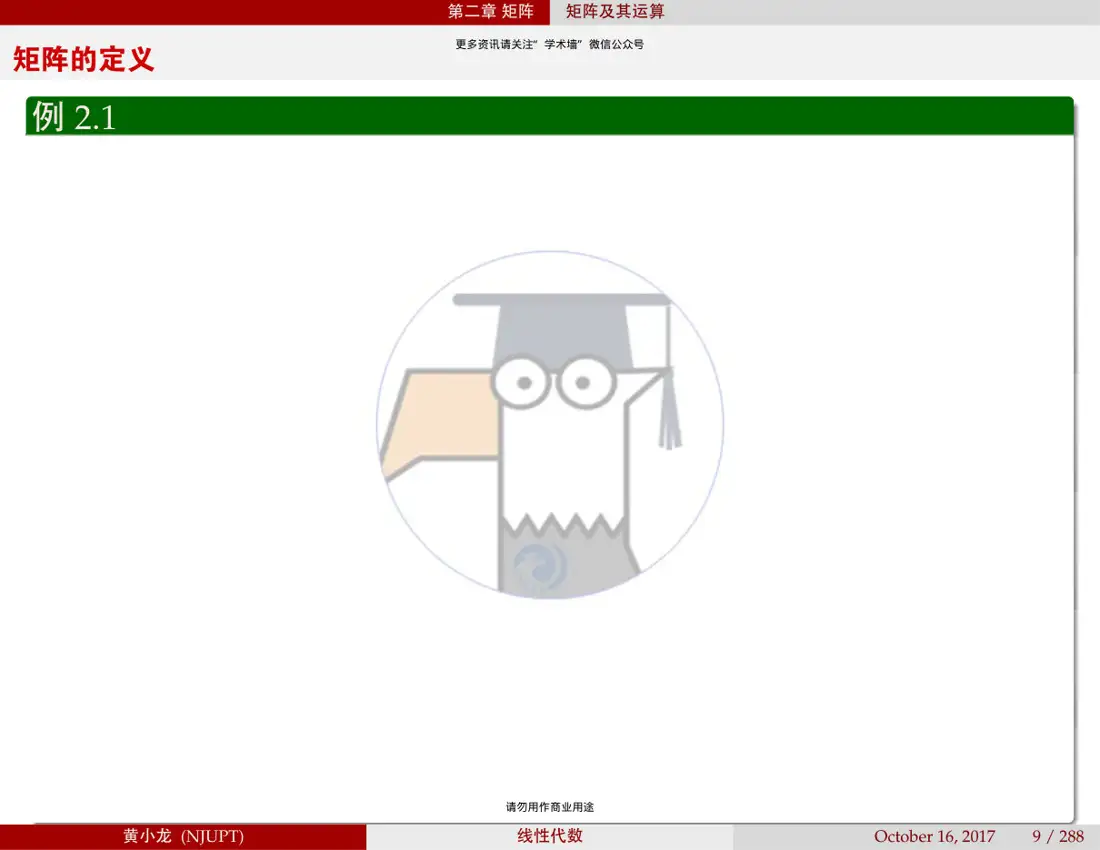 第二章 矩阵 矩阵及其运算
更多资讯请关注“学术墙”微信公众号
矩阵的定义
例 2.1
请勿用作商业用途
黄小龙 (NJUPT) 线性代数 October 16, 2017 9 / 288